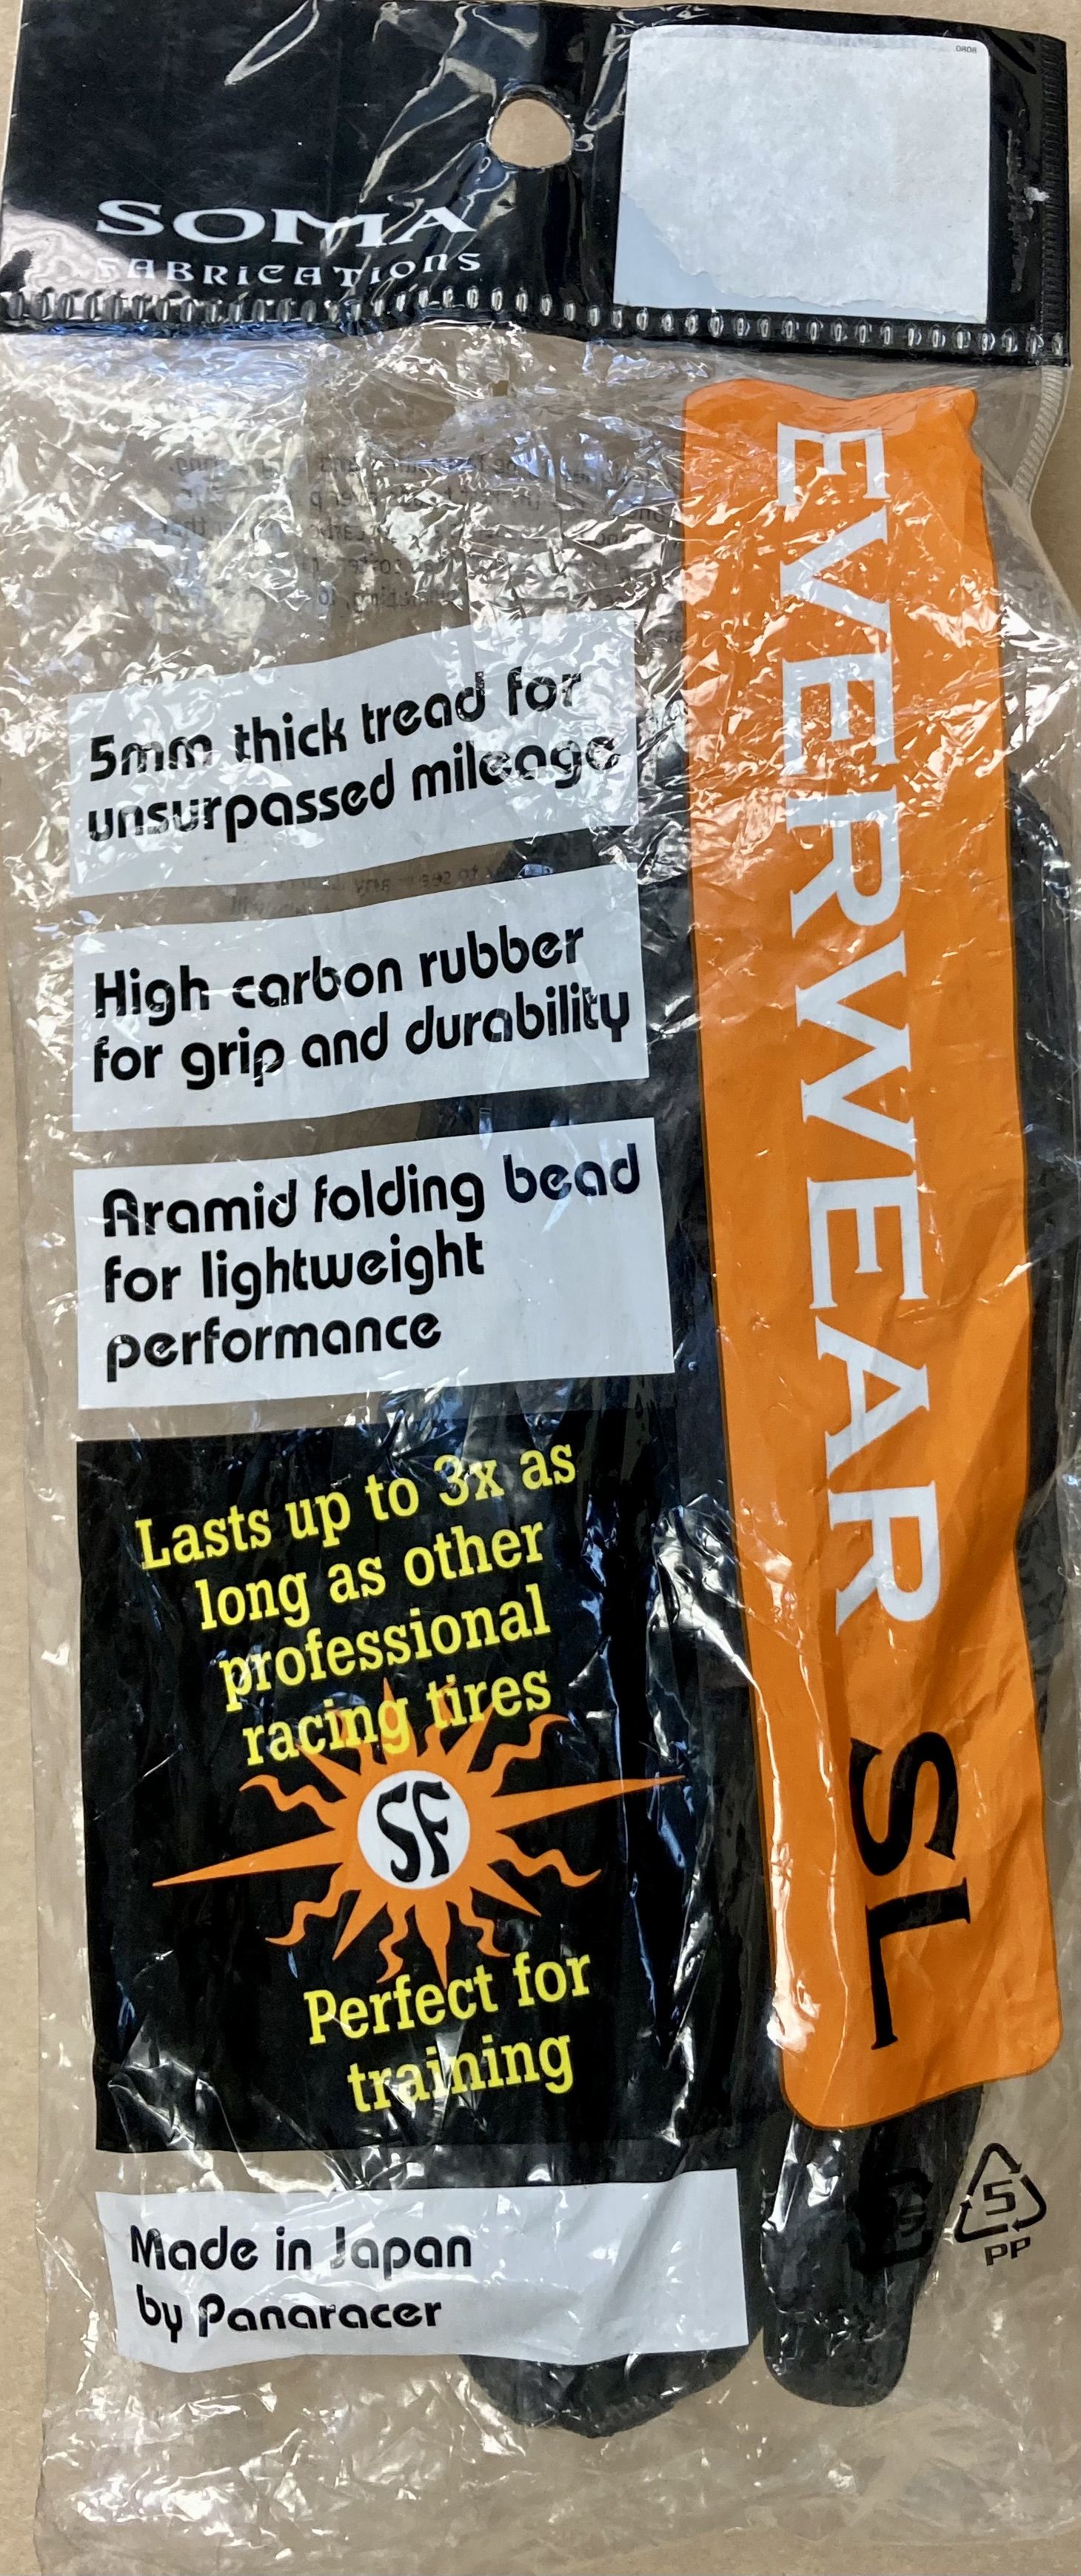 SOMA
FABRICATIONS
EVERWEAR SL
5mm thick tread for
unsurpassed mileage
High carbon rubber
for grip and durability
Aramid folding bead
for lightweight
performance
Lasts up to 3x as
long as other
professional
racing tires
SF
Perfect for
training
5
PP
Made in Japan
by Panaracer